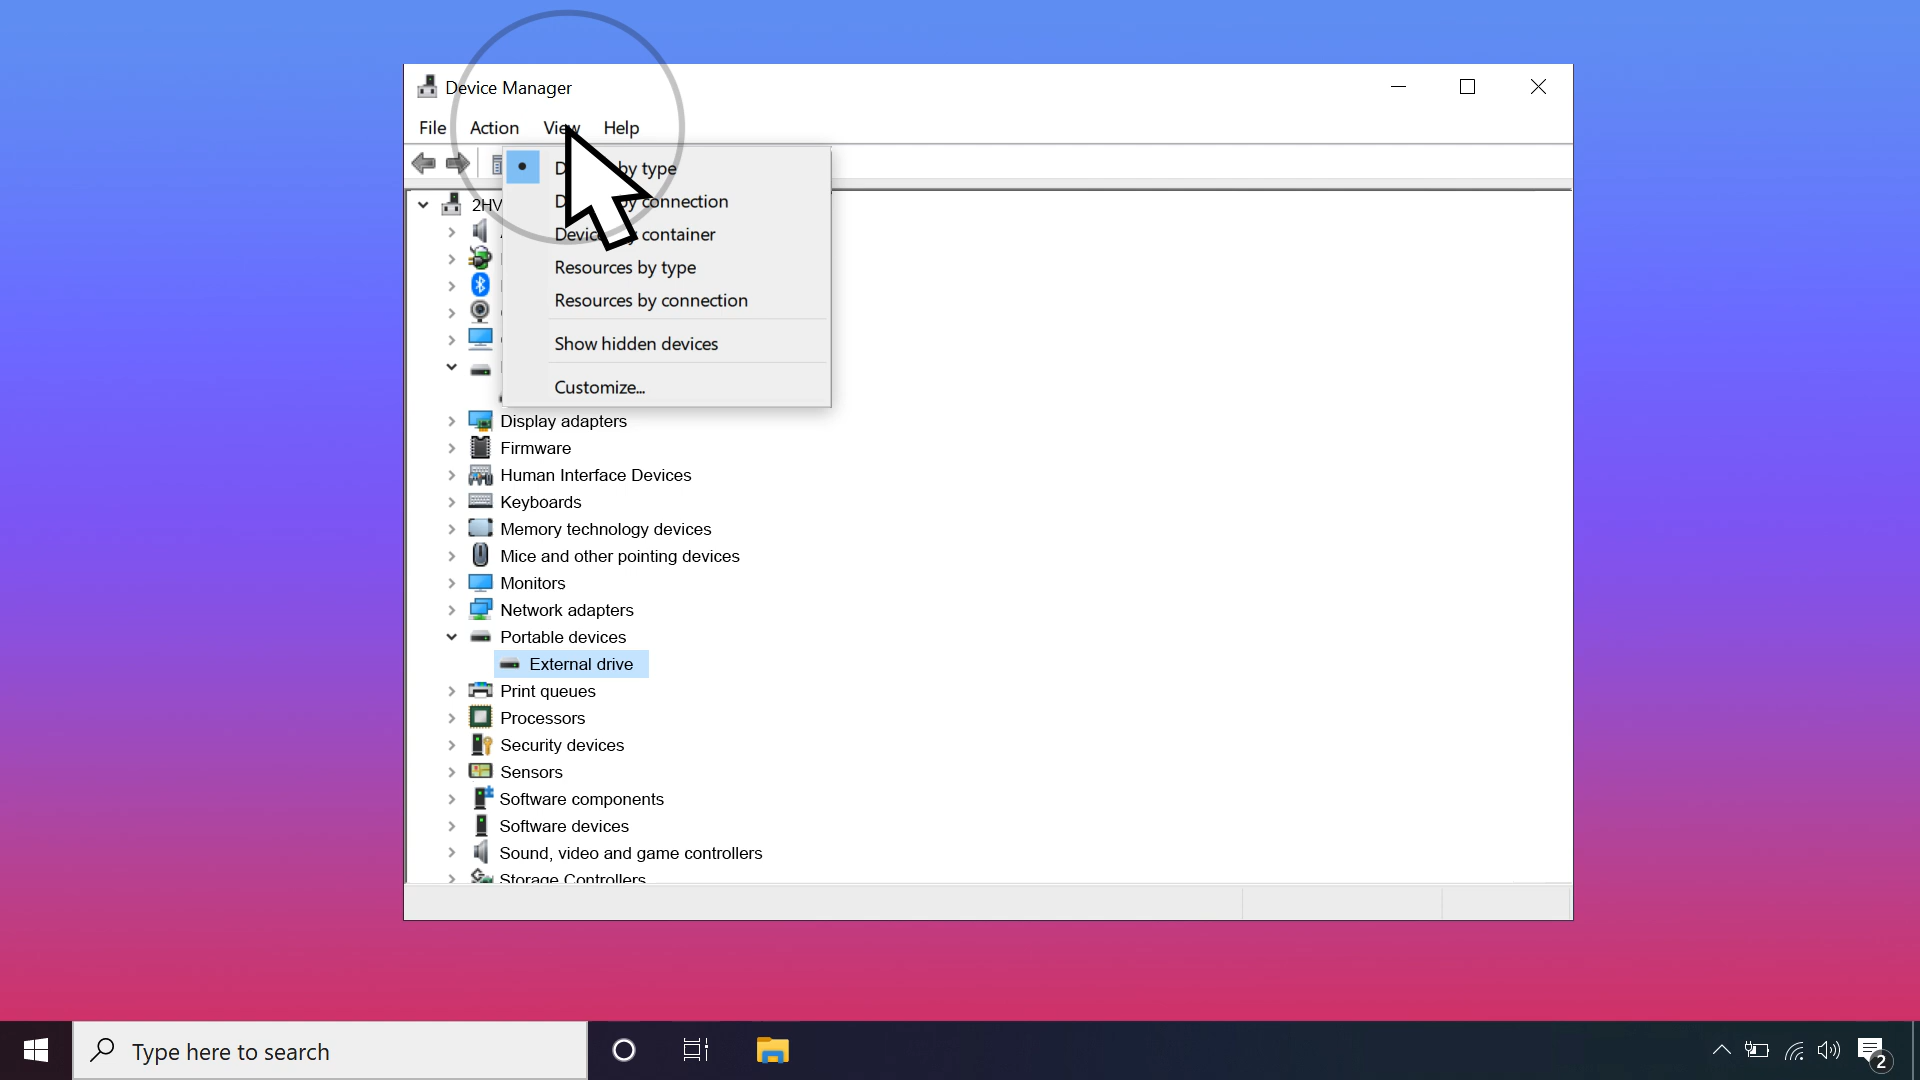 Device Manager
File Action View Help
by type
by connection
by container
Resources by type
Resources by connection
Show hidden devices
Customize...
Display adapters
Firmware
Human Interface Devices
Keyboards
Memory technology devices
Mice and other pointing devices
Monitors
Network adapters
Portable devices
External drive
Print queues
Processors
Security devices
Sensors
Software components
Software devices
Sound, video and game controllers
Storage Controllers
Type here to search
2